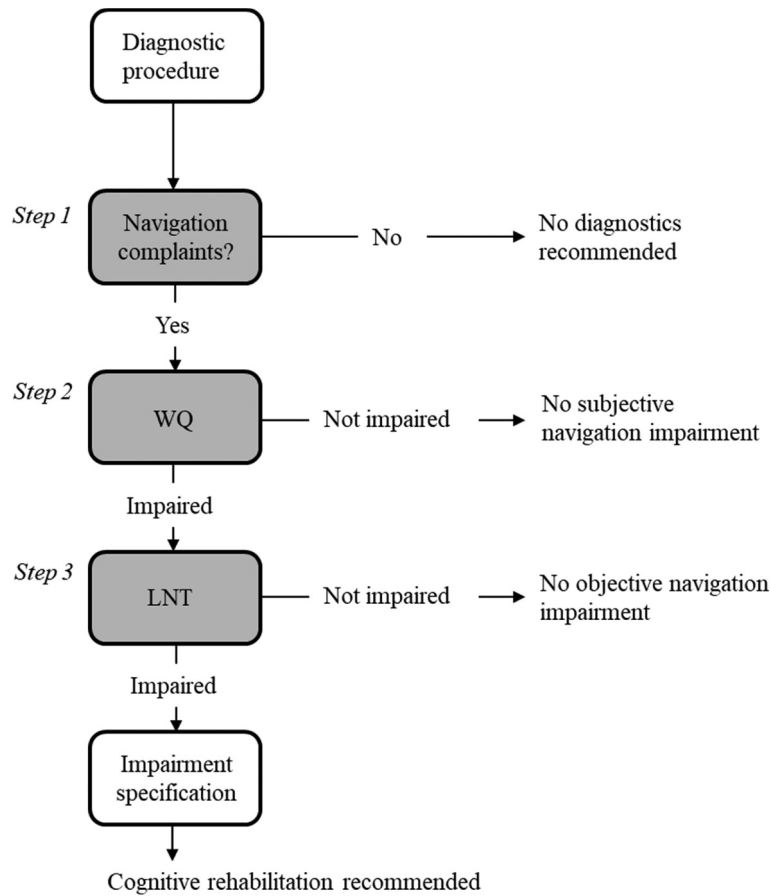 Diagnostic
procedure
Step 1
Navigation
complaints?
No
No diagnostics
recommended
Yes
Step 2
WQ
Not impaired
No subjective
navigation impairment
Impaired
Step 3
LNT
Not impaired
No objective navigation
impairment
Impaired
Impairment
specification
Cognitive rehabilitation recommended